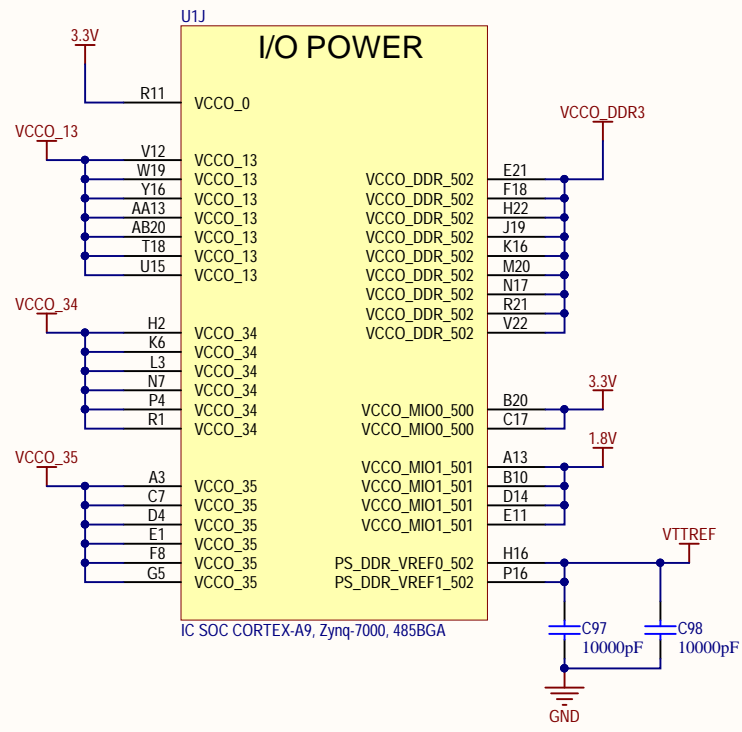 U1J
I/O POWER
3.3V
R11 VCCO_0
VCCO_13
V12 VCCO_13
W19 VCCO_13
Y16 VCCO_13
AA13 VCCO_13
AB20 VCCO_13
T18 VCCO_13
U15 VCCO_13
VCCO_34
H2 VCCO_34
K6 VCCO_34
L3 VCCO_34
N7 VCCO_34
P4 VCCO_34
R1 VCCO_34
VCCO_35
A3 VCCO_35
C7 VCCO_35
D4 VCCO_35
E1 VCCO_35
F8 VCCO_35
G5 VCCO_35
VCCO_DDR3
VCCO_DDR_502 E21
VCCO_DDR_502 F18
VCCO_DDR_502 H22
VCCO_DDR_502 J19
VCCO_DDR_502 K16
VCCO_DDR_502 M20
VCCO_DDR_502 N17
VCCO_DDR_502 R21
VCCO_DDR_502 V22
3.3V
VCCO_MIO0_500 B20
VCCO_MIO0_500 C17
1.8V
VCCO_MIO1_501 A13
VCCO_MIO1_501 B10
VCCO_MIO1_501 D14
VCCO_MIO1_501 E11
VTTREF
PS_DDR_VREF0_502 H16
PS_DDR_VREF1_502 P16
IC SOC CORTEX-A9, Zynq-7000, 485BGA
C97
10000pF
C98
10000pF
GND